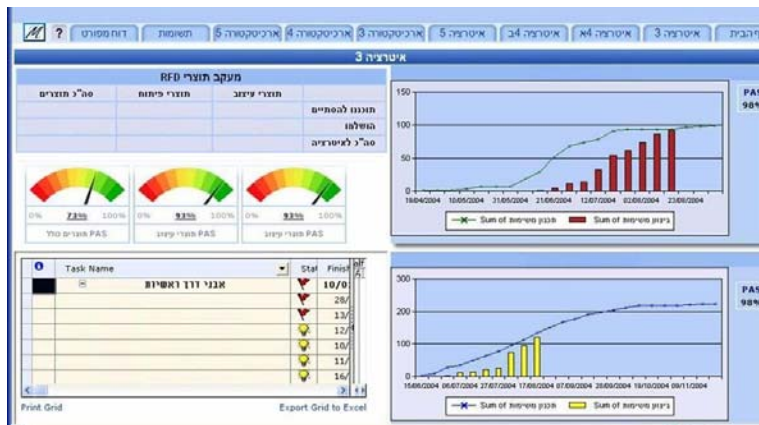 ף הבית איטרציה 3 איטרציה 4א איטרציה 4ב איטרציה 5 ארכיטקטורה 3 ארכיטקטורה 4 ארכיטקטורה 5 תשומות דוח מפורט ?
איטרציה 3
מעקב תוצרי RFD
תוצרי עיצוב תוצרי פיתוח סה"כ תוצרים
תוכננו להסתיים
הושלמו
סה"כ לאיטרציה
0% 73% 100%
PAS תוצרים כולל
0% 93% 100%
PAS תוצרי עיצוב
0% 93% 100%
PAS תוצרי עיצוב
Task Name Stat Finish
אבני דרך ראשיות 10/0
28/
13/
12/
10/
11/
16/
Print Grid Export Grid to Excel
PAS
98%
150
100
50
0
19/04/2004 10/05/2004 31/05/2004 21/06/2004 12/07/2004 02/08/2004 23/08/2004
Sum of תכנון משימות Sum of ביצוע משימות
PAS
98%
300
200
100
0
15/06/2004 06/07/2004 27/07/2004 17/08/2004 07/09/2004 28/09/2004 19/10/2004 09/11/2004
Sum of תכנון משימות Sum of ביצוע משימות